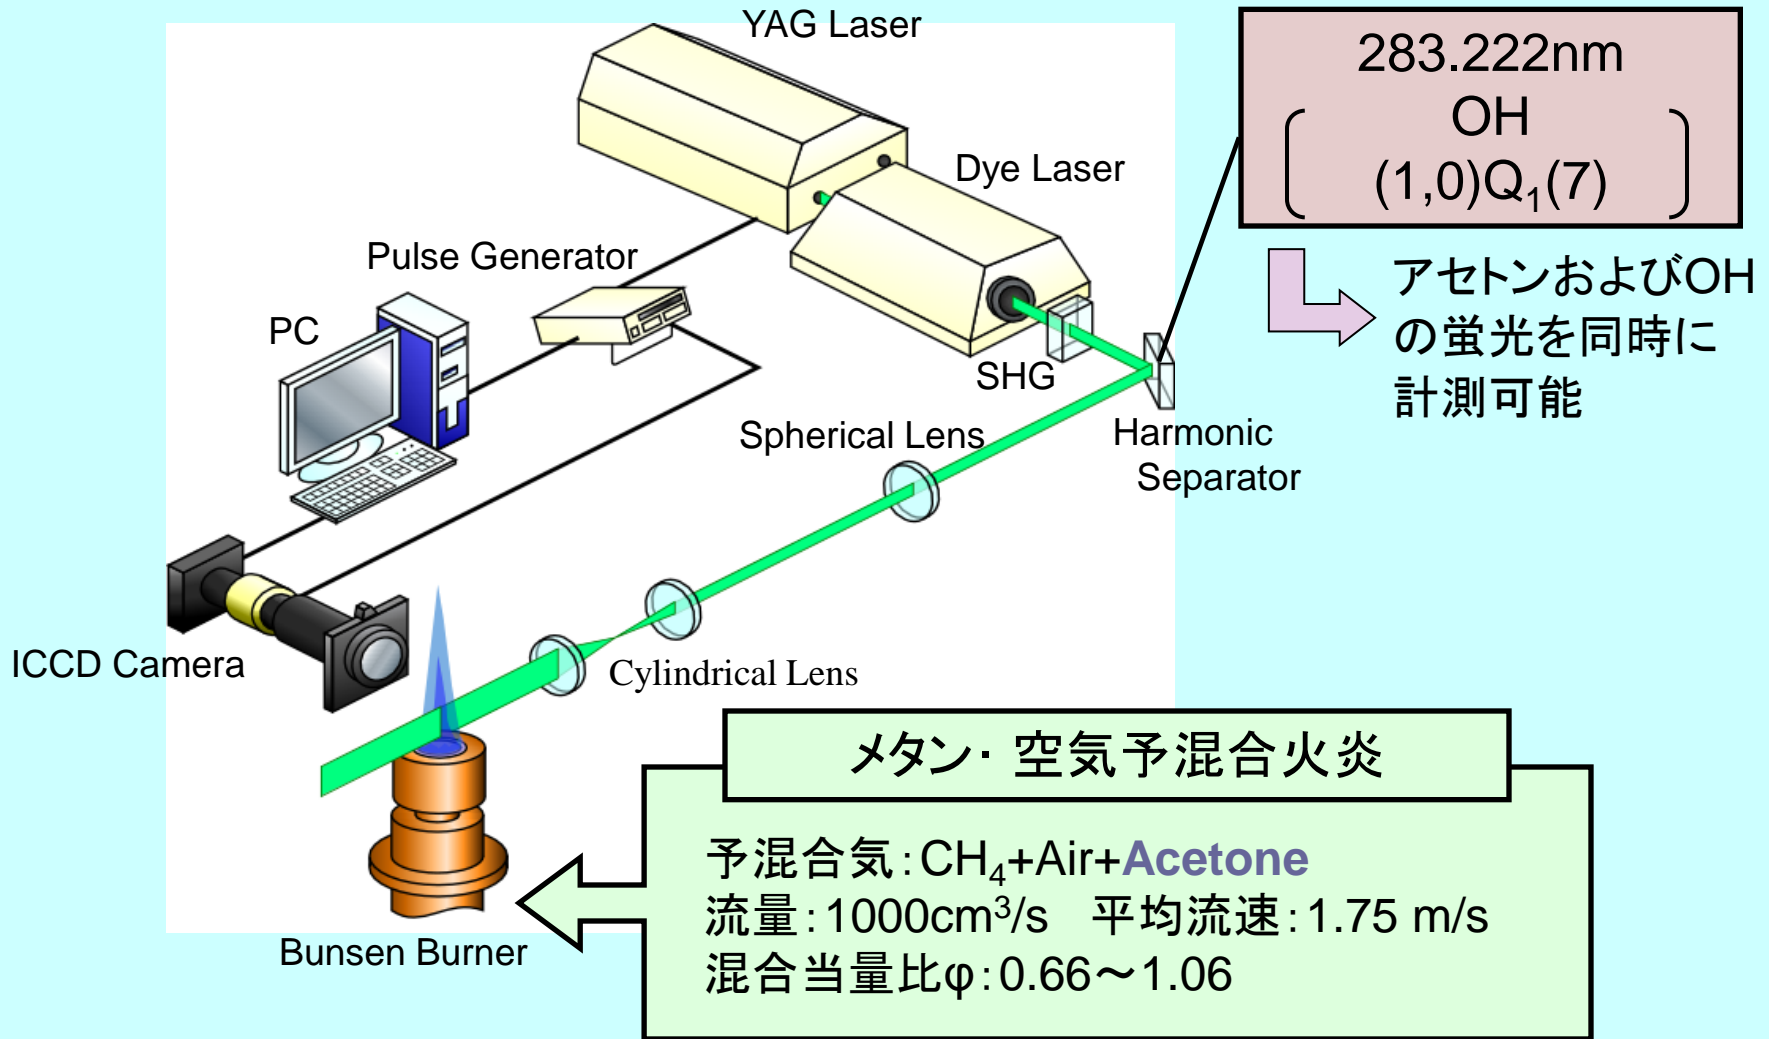 YAG Laser
283.222nm
OH
(1,0)Q₁(7)
Dye Laser
Pulse Generator
アセトンおよびOH
の蛍光を同時に
計測可能
PC
SHG
Spherical Lens
Harmonic
Separator
ICCD Camera
Cylindrical Lens
メタン・空気予混合火炎
予混合気:CH₄+Air+Acetone
流量:1000cm³/s 平均流速:1.75 m/s
混合当量比φ:0.66～1.06
Bunsen Burner